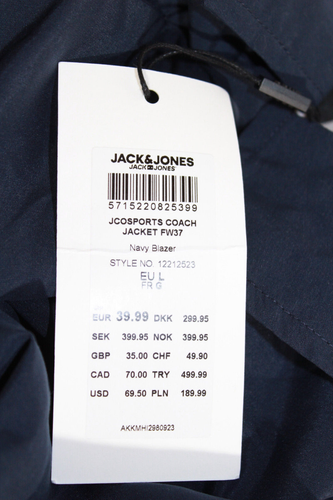 JACK&JONES
JACK JONES
5715220825399
JCOSPORTS COACH
JACKET FW37
Navy Blazer
STYLE NO. 12212523
EU L
FR G
EUR 39.99 DKK 299.95
SEK 399.95 NOK 399.95
GBP 35.00 CHF 49.90
CAD 70.00 TRY 499.99
USD 69.50 PLN 189.99
AKKMHI2980923